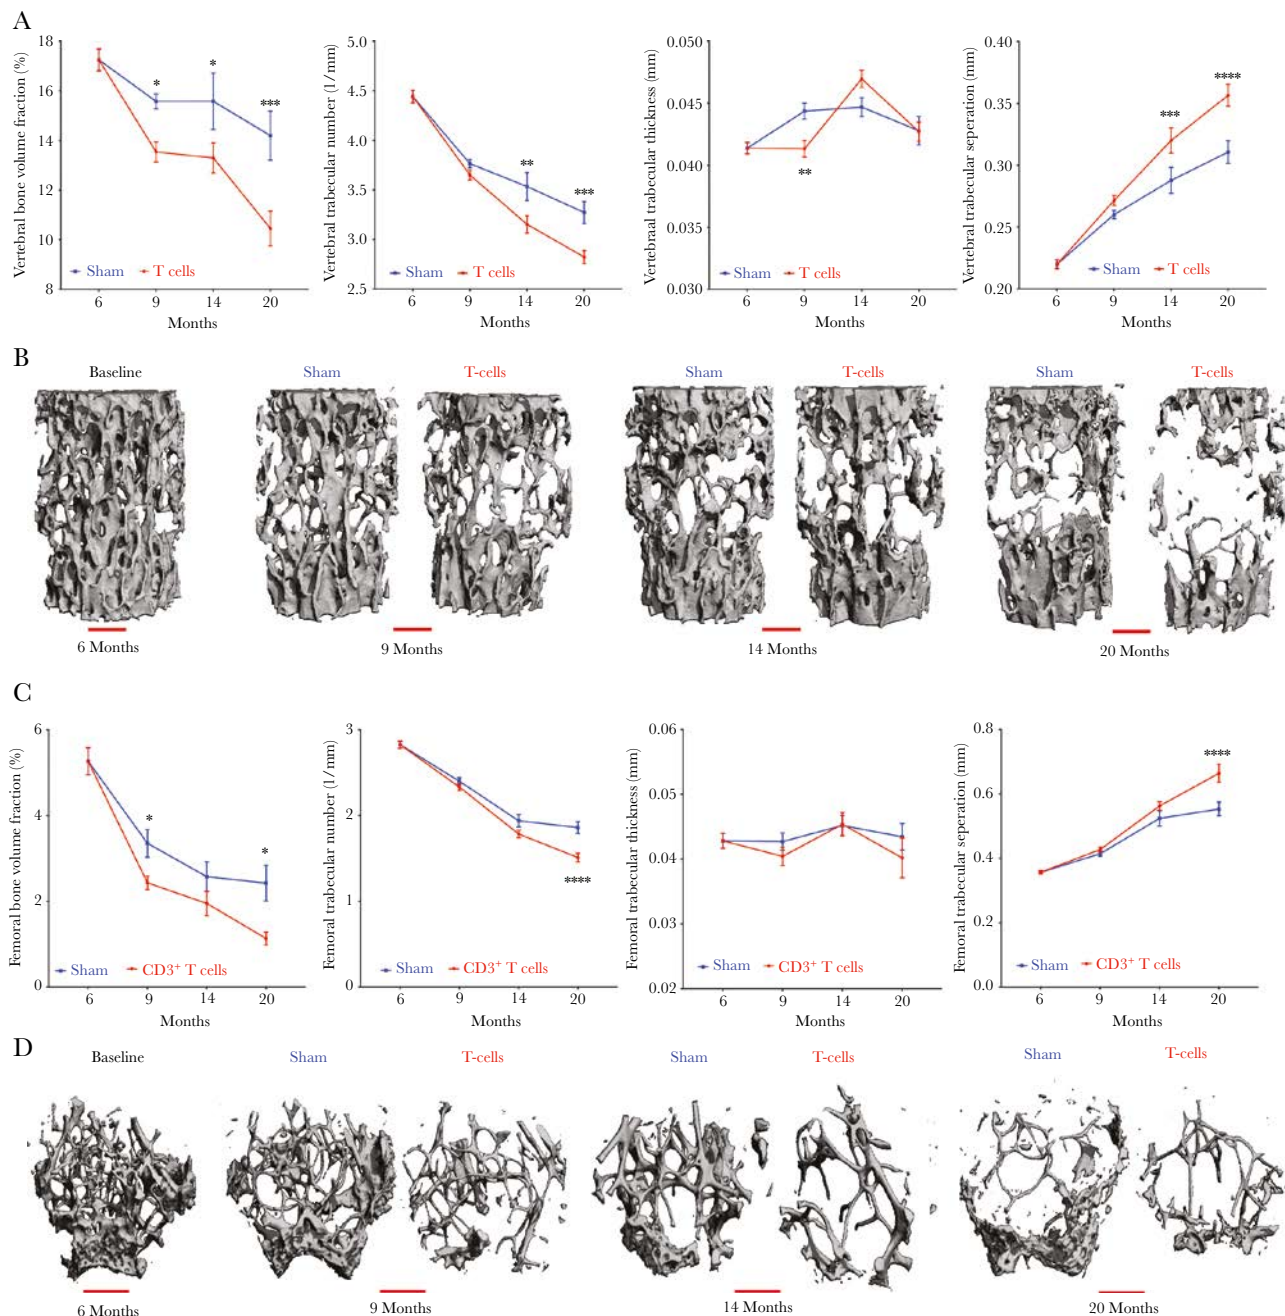 A
Vertebral bone volume fraction (%)
18
16
14
12
10
8
*
*
***
Sham
T cells
6 9 14 20
Months
Vertebral trabecular number (1/mm)
5.0
4.5
4.0
3.5
3.0
2.5
**
***
Sham
T cells
6 9 14 20
Months
Vertebraal trabecular thickness (mm)
0.050
0.045
0.040
0.035
0.030
**
Sham
T cells
6 9 14 20
Months
Vertebral trabecular seperation (mm)
0.40
0.35
0.30
0.25
0.20
***
****
Sham
T cells
6 9 14 20
Months
B
Baseline Sham T-cells Sham T-cells Sham T-cells
6 Months 9 Months 14 Months 20 Months
C
Femoral bone volume fraction (%)
6
4
2
0
*
*
Sham
CD3+ T cells
6 9 14 20
Months
Femoral trabecular number (1/mm)
3
2
1
0
****
Sham
CD3+ T cells
6 9 14 20
Months
Femoral trabecular thickness (mm)
0.06
0.05
0.04
0.03
0.02
Sham
CD3+ T cells
6 9 14 20
Months
Femoral trabecular seperation (mm)
0.8
0.6
0.4
0.2
0.0
****
Sham
CD3+ T cells
6 9 14 20
Months
D
Baseline Sham T-cells Sham T-cells Sham T-cells
6 Months 9 Months 14 Months 20 Months